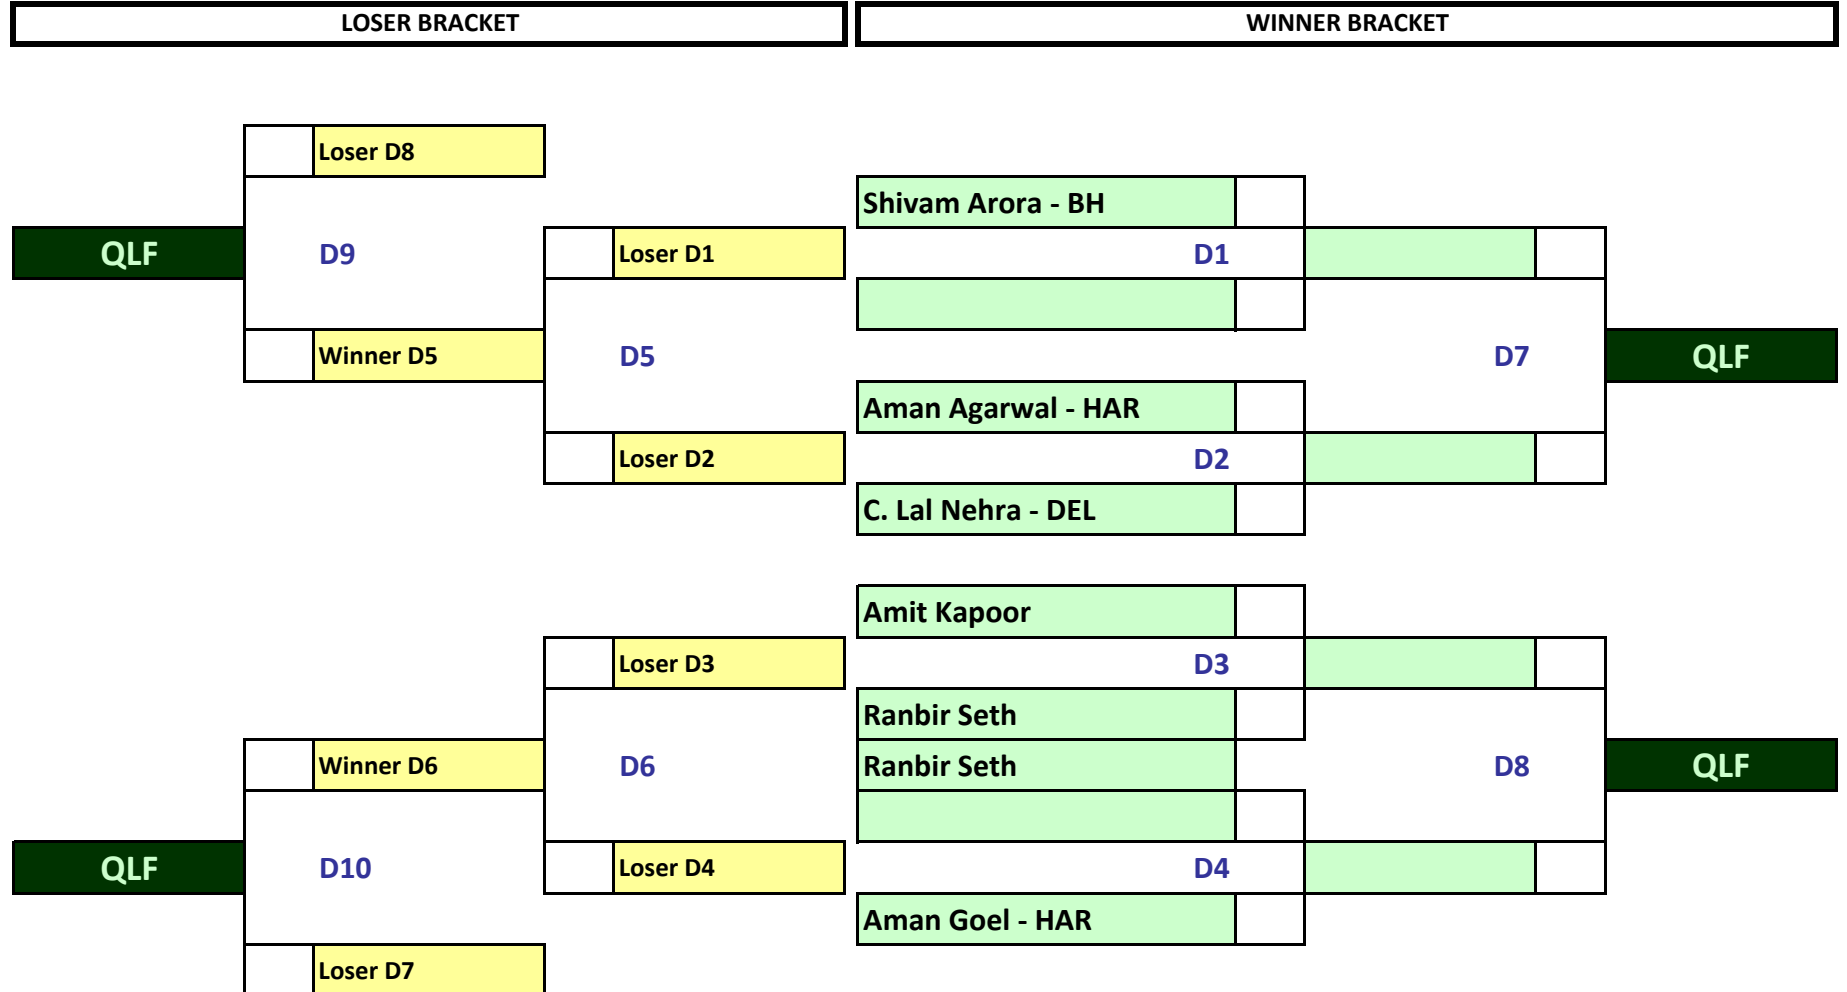 LOSER BRACKET WINNER BRACKET
Loser D8
Shivam Arora - BH
QLF D9 Loser D1 D1
Winner D5 D5 D7 QLF
Aman Agarwal - HAR
Loser D2 D2
C. Lal Nehra - DEL
Amit Kapoor
Loser D3 D3
Ranbir Seth
Winner D6 D6 Ranbir Seth D8 QLF
QLF D10 Loser D4 D4
Aman Goel - HAR
Loser D7